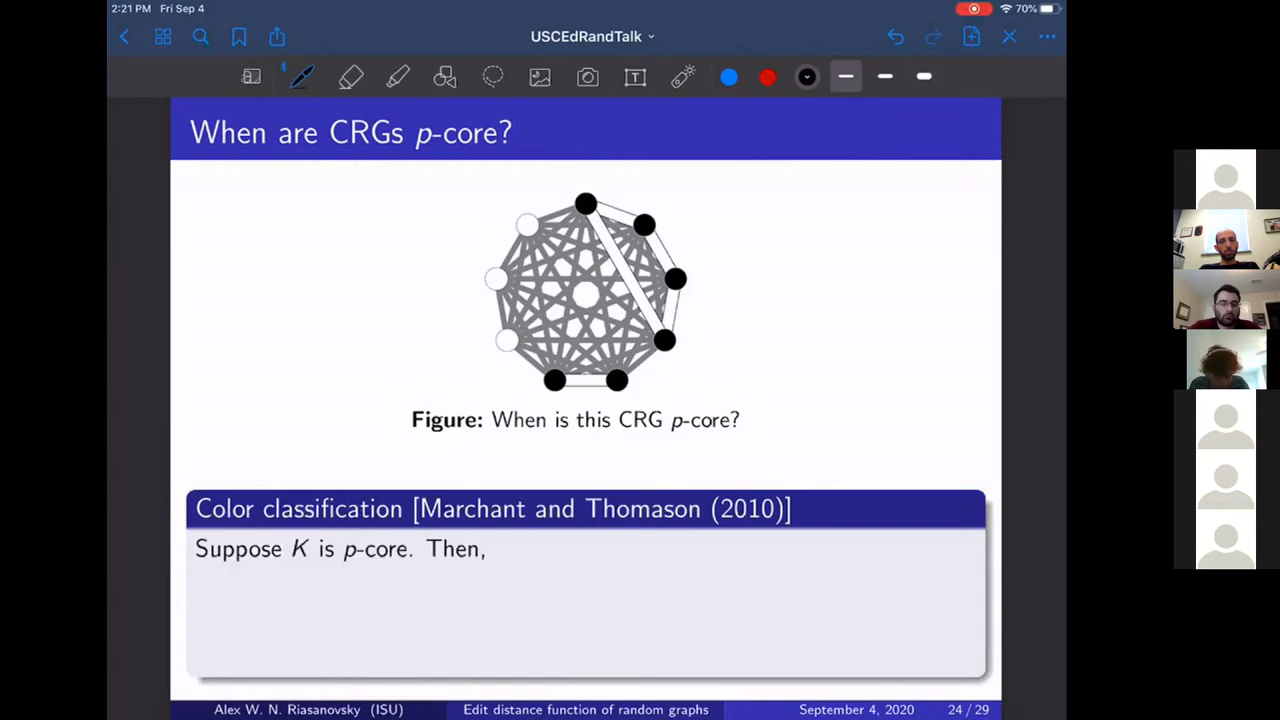 2:21 PM Fri Sep 4
70%
USCEdRandTalk
T
When are CRGs p-core?
Figure: When is this CRG p-core?
Color classification [Marchant and Thomason (2010)]
Suppose K is p-core. Then,
Alex W. N. Riasanovsky (ISU) Edit distance function of random graphs September 4, 2020 24 / 29